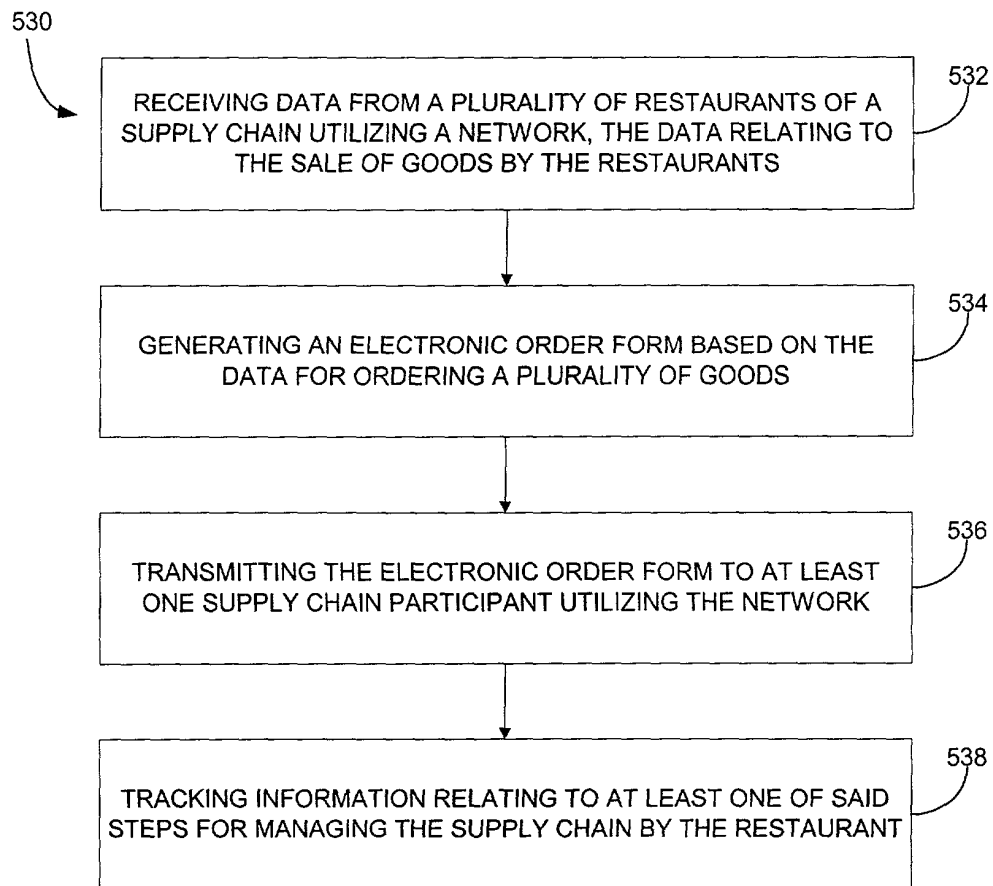 530
532
RECEIVING DATA FROM A PLURALITY OF RESTAURANTS OF A
SUPPLY CHAIN UTILIZING A NETWORK, THE DATA RELATING TO
THE SALE OF GOODS BY THE RESTAURANTS
534
GENERATING AN ELECTRONIC ORDER FORM BASED ON THE
DATA FOR ORDERING A PLURALITY OF GOODS
536
TRANSMITTING THE ELECTRONIC ORDER FORM TO AT LEAST
ONE SUPPLY CHAIN PARTICIPANT UTILIZING THE NETWORK
538
TRACKING INFORMATION RELATING TO AT LEAST ONE OF SAID
STEPS FOR MANAGING THE SUPPLY CHAIN BY THE RESTAURANT